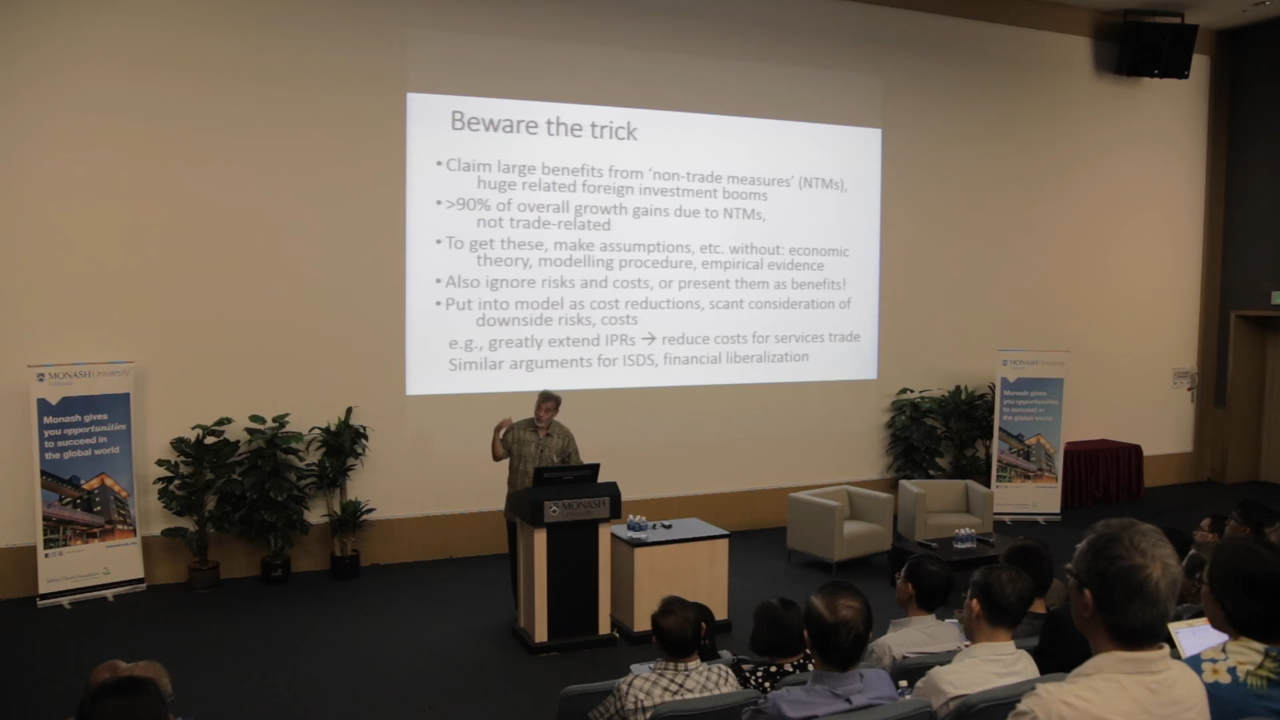 Beware the trick
• Claim large benefits from ‘non-trade measures’ (NTMs),
huge related foreign investment booms
• >90% of overall growth gains due to NTMs,
not trade-related
• To get these, make assumptions, etc. without: economic
theory, modelling procedure, empirical evidence
• Also ignore risks and costs, or present them as benefits!
• Put into model as cost reductions, scant consideration of
downside risks, costs
e.g., greatly extend IPRs → reduce costs for services trade
Similar arguments for ISDS, financial liberalization
MONASH University
Monash gives
you opportunities
to succeed in
the global world
MONASH
University
MONASH University
Monash gives
you opportunities
to succeed in
the global world